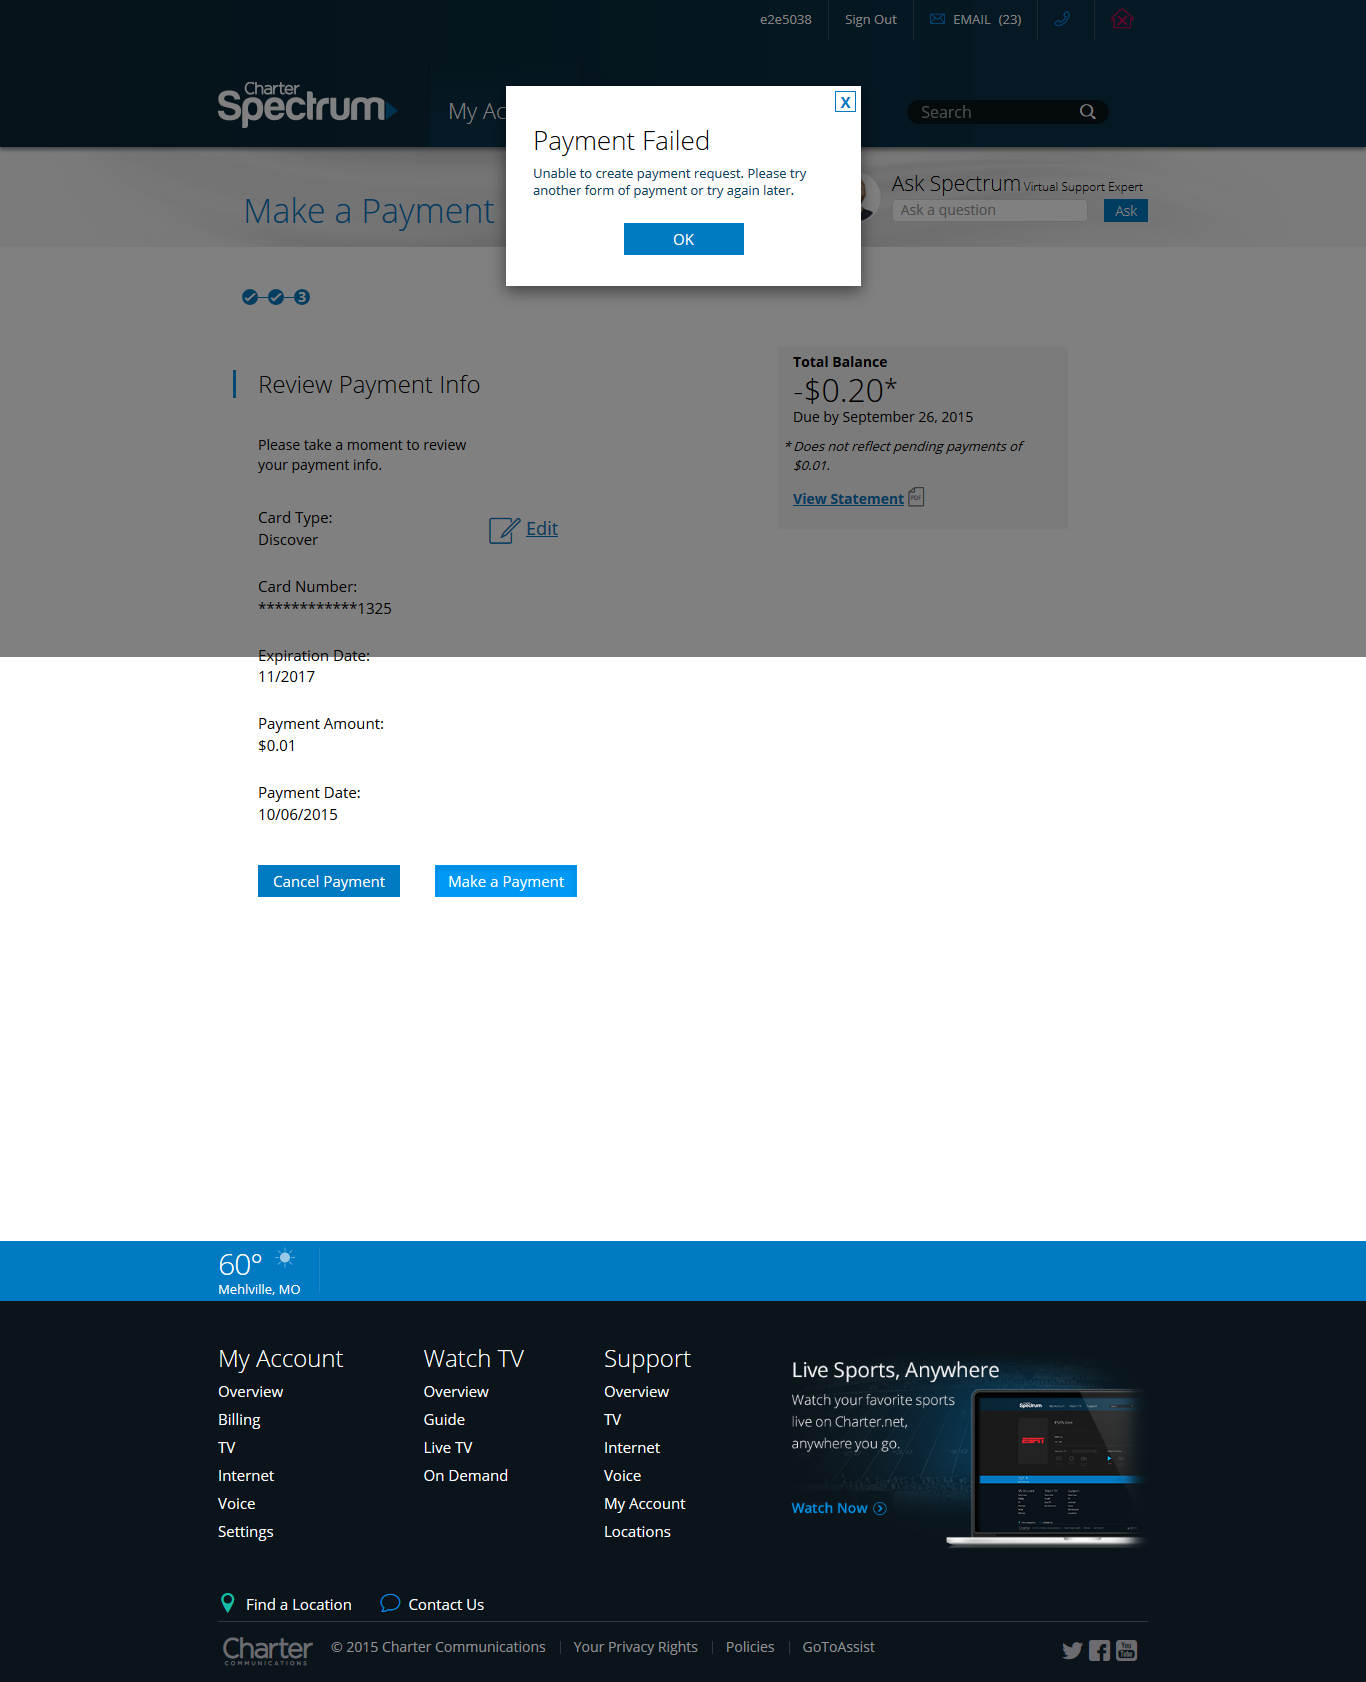 e2e5038
Sign Out
EMAIL (23)
Charter
Spectrum
My Ac
Search
X
Payment Failed
Unable to create payment request. Please try
another form of payment or try again later.
OK
Make a Payment
Ask Spectrum Virtual Support Expert
Ask a question
Ask
3
Review Payment Info
Please take a moment to review
your payment info.
Card Type:
Discover
Edit
Card Number:
************1325
Expiration Date:
11/2017
Payment Amount:
$0.01
Payment Date:
10/06/2015
Cancel Payment
Make a Payment
Total Balance
-$0.20*
Due by September 26, 2015
* Does not reflect pending payments of
$0.01.
View Statement
PDF
60°
Mehlville, MO
My Account
Overview
Billing
TV
Internet
Voice
Settings
Watch TV
Overview
Guide
Live TV
On Demand
Support
Overview
TV
Internet
Voice
My Account
Locations
Live Sports, Anywhere
Watch your favorite sports
live on Charter.net,
anywhere you go.
Watch Now
Spectrum
ESPN
Find a Location
Contact Us
Charter
COMMUNICATIONS
© 2015 Charter Communications
Your Privacy Rights
Policies
GoToAssist
You
Tube